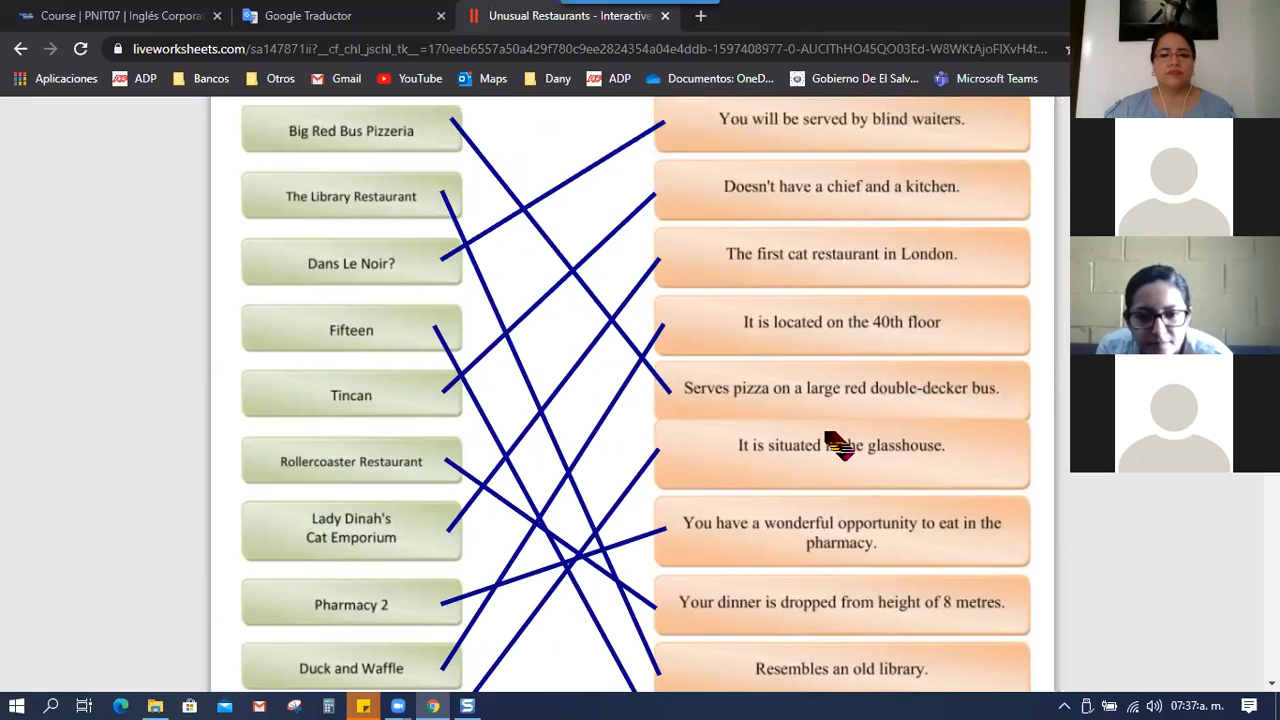 Course | PNIT07 | Inglés Corporat
Google Traductor
Unusual Restaurants - Interactive
liveworksheets.com/sa147871ii?__cf_chl_jschl_tk__=170eeb6557a50a429f780c9ee2824354a04e4ddb-1597408977-0-AUCIThHO45QO03Ed-W8WKtAjoFlXvH4t...
Aplicaciones
ADP
Bancos
Otros
Gmail
YouTube
Maps
Dany
ADP
Documentos: OneD...
Gobierno De El Salv...
Microsoft Teams
Big Red Bus Pizzeria
You will be served by blind waiters.
The Library Restaurant
Doesn't have a chief and a kitchen.
Dans Le Noir?
The first cat restaurant in London.
Fifteen
It is located on the 40th floor
Tincan
Serves pizza on a large red double-decker bus.
Rollercoaster Restaurant
It is situated glasshouse.
Lady Dinah's
Cat Emporium
You have a wonderful opportunity to eat in the
pharmacy.
Pharmacy 2
Your dinner is dropped from height of 8 metres.
Duck and Waffle
Resembles an old library.
07:37a. m.